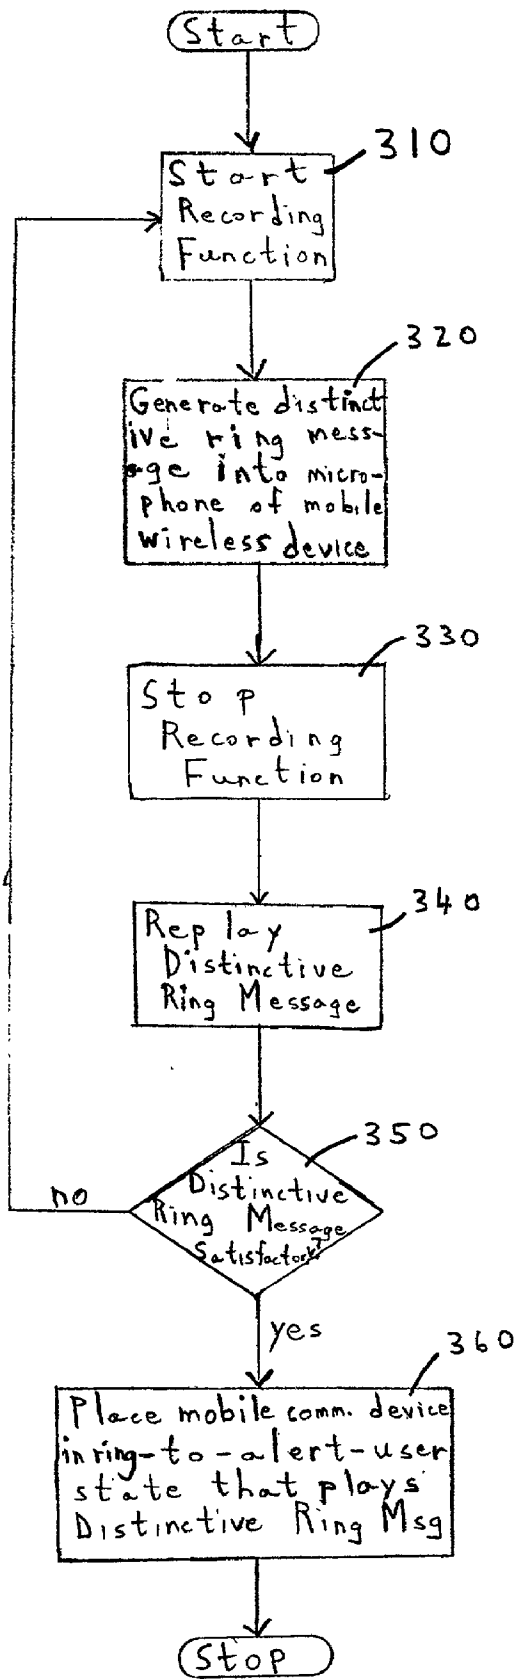 Start
310
Start
Recording
Function
320
Generate distinct
ive ring mess-
age into micro-
phone of mobile
wireless device
330
Stop
Recording
Function
340
Replay
Distinctive
Ring Message
350
Is
Distinctive
Ring Message
Satisfactory?
no
yes
360
Place mobile comm. device
in ring-to-alert-user
state that plays
Distinctive Ring Msg
Stop